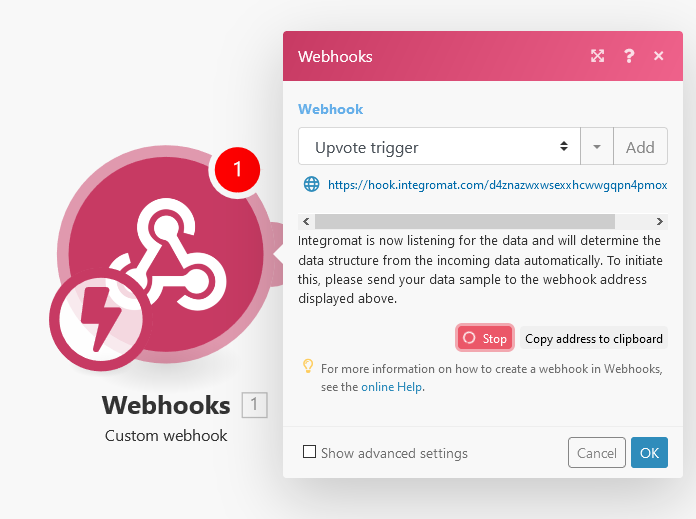 Webhooks
?
Webhook
1
Upvote trigger
Add
https://hook.integromat.com/d4znazwxwsexxhcwwgqpn4pmox
Integromat is now listening for the data and will determine the
data structure from the incoming data automatically. To initiate
this, please send your data sample to the webhook address
displayed above.
Stop
Copy address to clipboard
For more information on how to create a webhook in Webhooks,
see the online Help.
Webhooks 1
Custom webhook
Show advanced settings
Cancel
OK